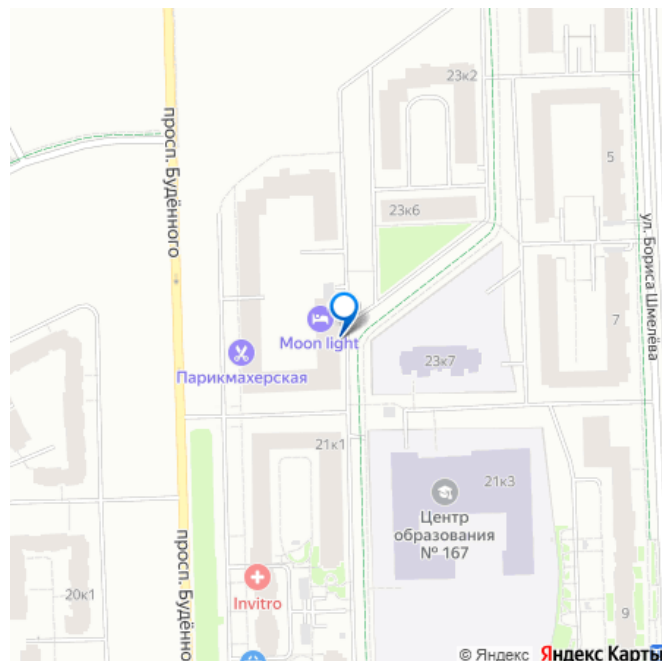 23к2
просп. Будённого
5
23к6
ул. Бориса Шмелёва
Moon light
7
23к7
Парикмахерская
21к1
21к3
Центр
образования
№ 167
просп. Будённо
20к1
Invitro
9
© Яндекс Яндекс Карты